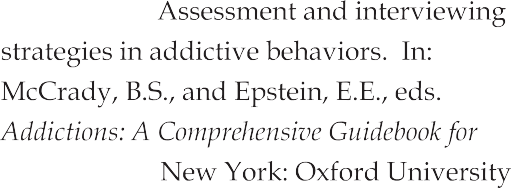 Assessment and interviewing
strategies in addictive behaviors. In:
McCrady, B.S., and Epstein, E.E., eds.
Addictions: A Comprehensive Guidebook for
New York: Oxford University